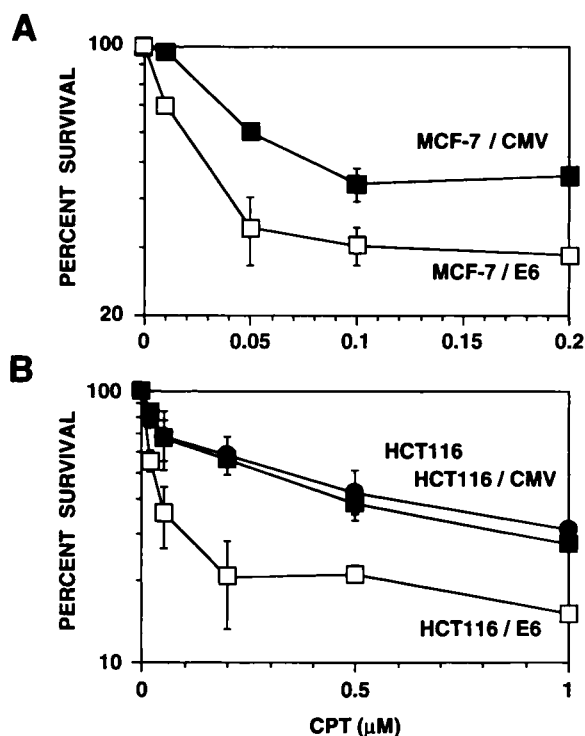 A
100
PERCENT SURVIVAL
MCF-7 / CMV
MCF-7 / E6
20
0 0.05 0.1 0.15 0.2
B
100
PERCENT SURVIVAL
HCT116
HCT116 / CMV
HCT116 / E6
10
0 0.5 1
CPT (μM)